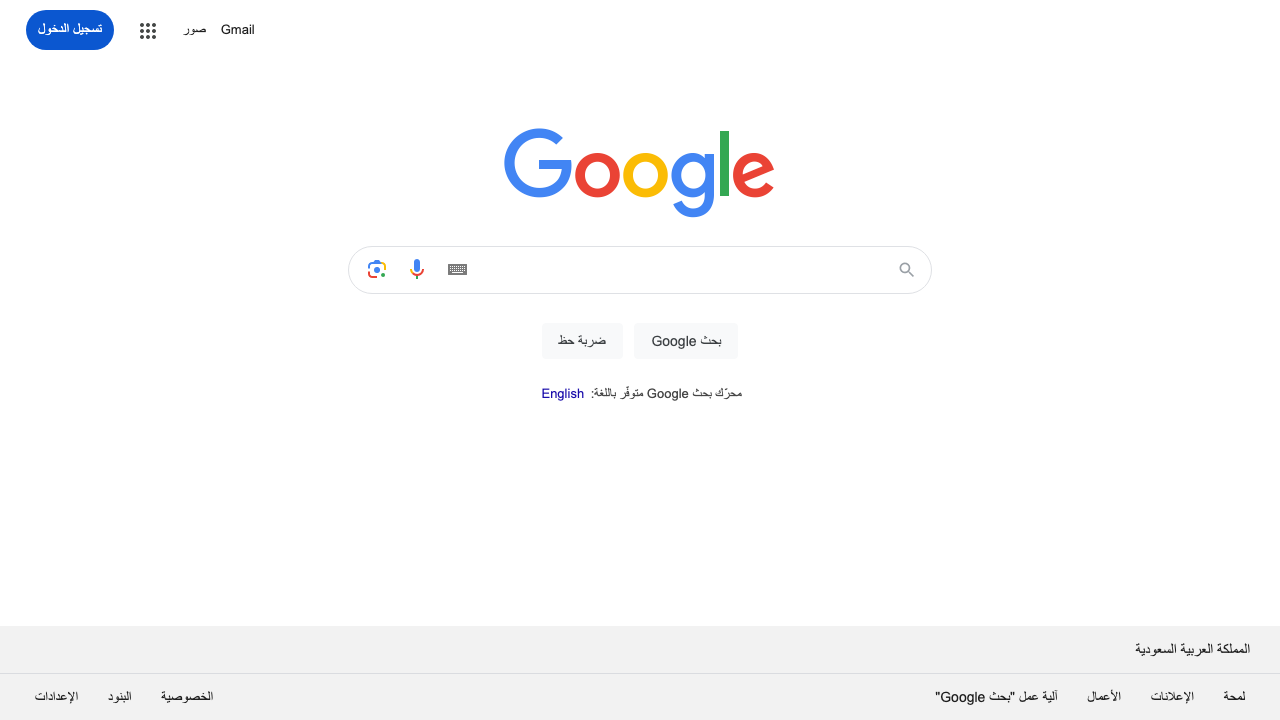 Gmail
صور
تسجيل الدخول
Google
بحث Google
ضربة حظ
محرّك بحث Google متوفّر باللغة: English
المملكة العربية السعودية
لمحة
الإعلانات
الأعمال
آلية عمل "بحث Google"
الخصوصية
البنود
الإعدادات